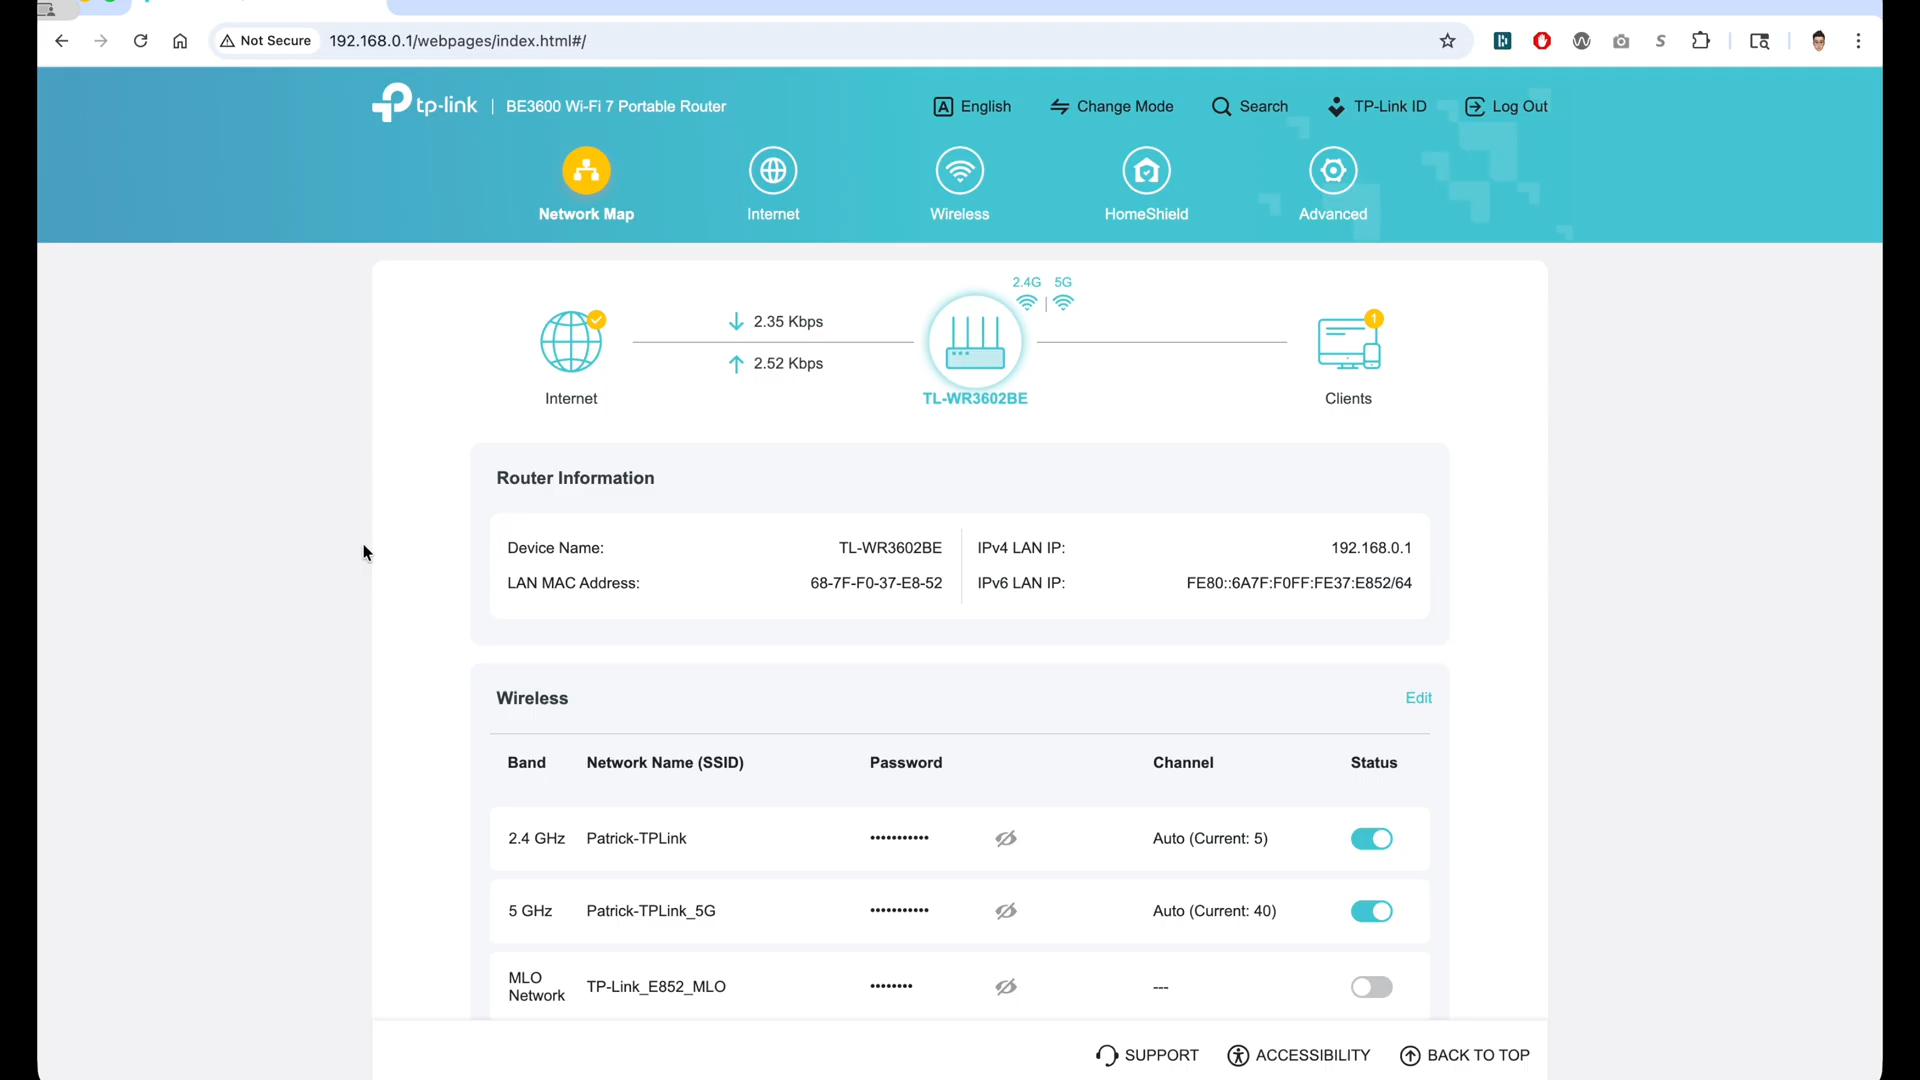 Not Secure 192.168.0.1/webpages/index.html#/
tp-link | BE3600 Wi-Fi 7 Portable Router
English Change Mode Search TP-Link ID Log Out
Network Map Internet Wireless HomeShield Advanced
2.4G 5G
2.35 Kbps
2.52 Kbps
1
Internet TL-WR3602BE Clients
Router Information
Device Name: TL-WR3602BE IPv4 LAN IP: 192.168.0.1
LAN MAC Address: 68-7F-F0-37-E8-52 IPv6 LAN IP: FE80::6A7F:F0FF:FE37:E852/64
Wireless Edit
Band Network Name (SSID) Password Channel Status
2.4 GHz Patrick-TPLink ••••••••••• Auto (Current: 5)
5 GHz Patrick-TPLink_5G ••••••••••• Auto (Current: 40)
MLO Network TP-Link_E852_MLO •••••••• ---
SUPPORT ACCESSIBILITY BACK TO TOP